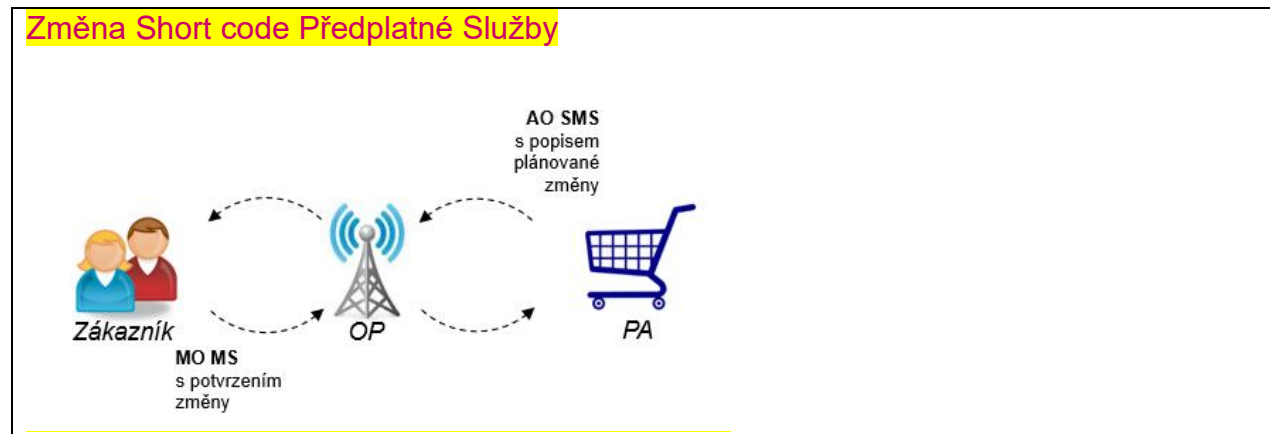 Změna Short code Předplatné Služby
AO SMS
s popisem
plánované
změny
Zákazník
OP
PA
MO MS
s potvrzením
změny